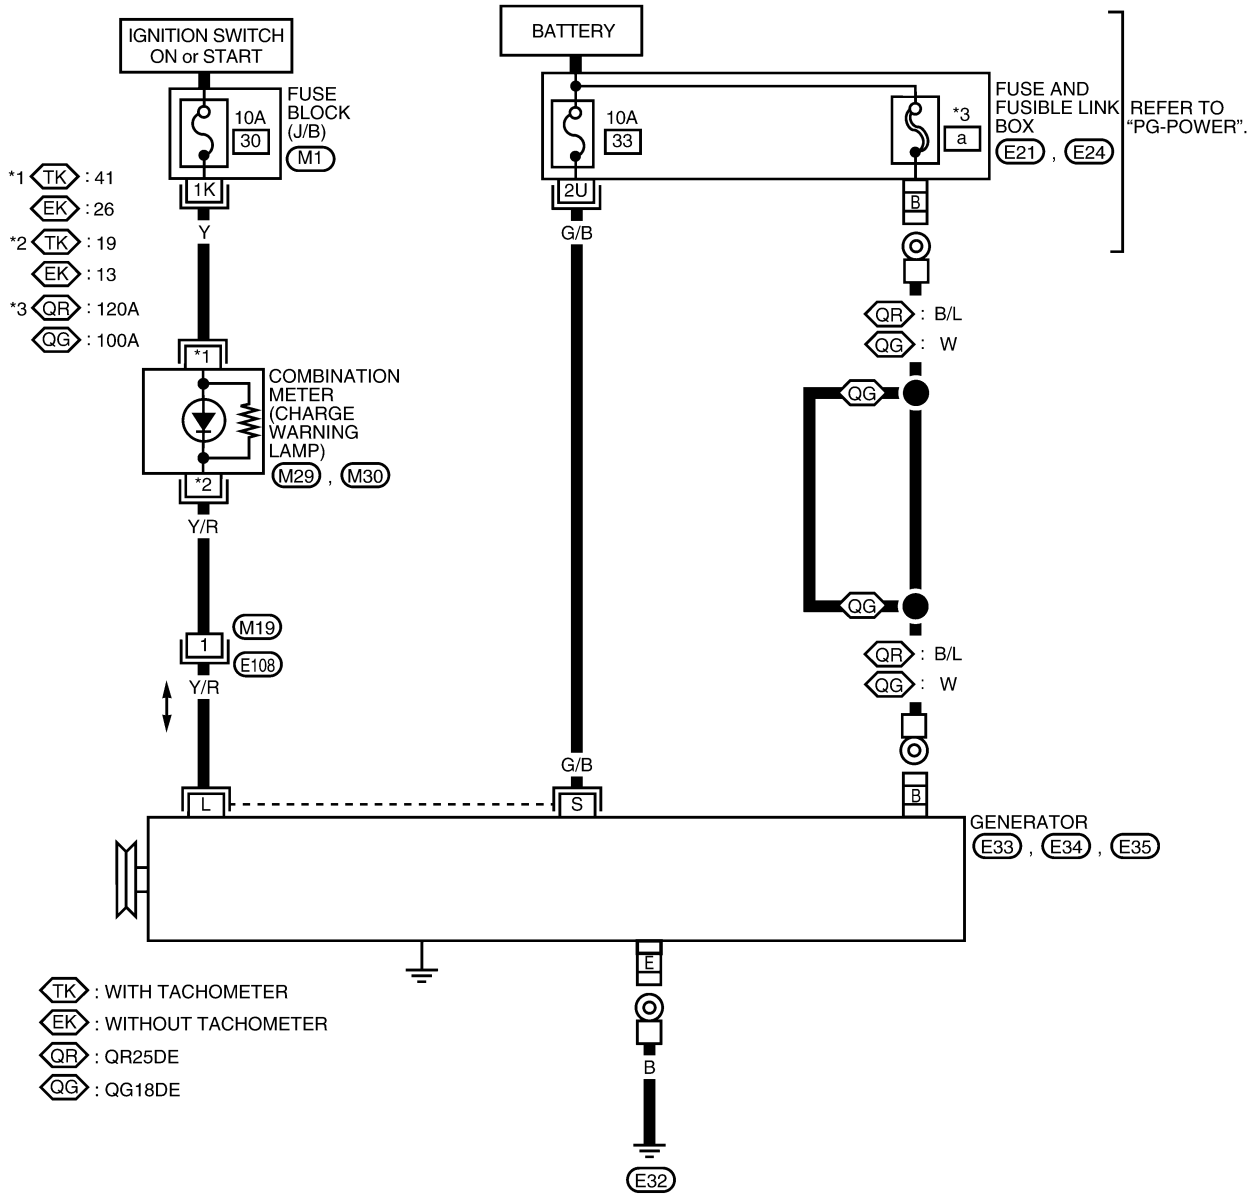 IGNITION SWITCH
ON or START
BATTERY
FUSE
BLOCK
(J/B)
M1
10A
30
1K
Y
10A
33
2U
G/B
*3
a
FUSE AND
FUSIBLE LINK
BOX
E21 , E24
REFER TO
“PG-POWER”.
B
*1 TK : 41
EK : 26
*2 TK : 19
EK : 13
*3 QR : 120A
QG : 100A
QR : B/L
QG : W
*1
COMBINATION
METER
(CHARGE
WARNING
LAMP)
M29 , M30
*2
Y/R
QG
QG
1
M19
E108
Y/R
QR : B/L
QG : W
G/B
L
S
B
GENERATOR
E33 , E34 , E35
E
B
E32
TK : WITH TACHOMETER
EK : WITHOUT TACHOMETER
QR : QR25DE
QG : QG18DE